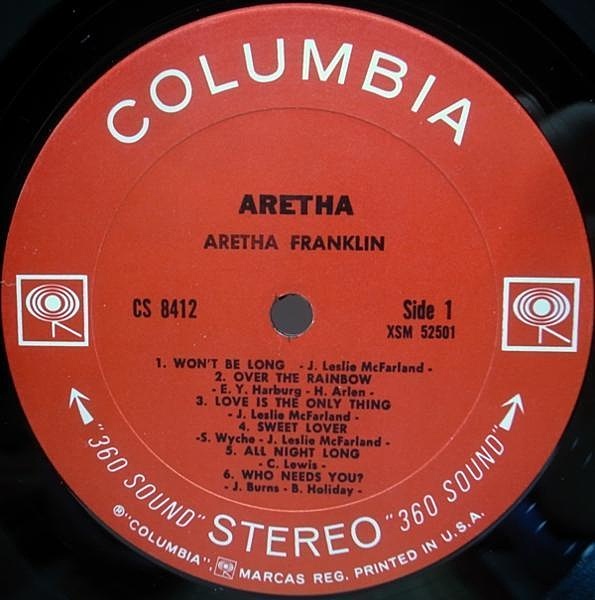 COLUMBIA
ARETHA
ARETHA FRANKLIN
CS 8412
Side 1
XSM 52501
1. WON'T BE LONG - J. Leslie McFarland -
2. OVER THE RAINBOW
- E. Y. Harburg - H. Arlen -
3. LOVE IS THE ONLY THING
- J. Leslie McFarland -
4. SWEET LOVER
-S. Wyche - J. Leslie McFarland -
5. ALL NIGHT LONG
- C. Lewis -
6. WHO NEEDS YOU?
- J. Burns - B. Holiday -
"360 SOUND" STEREO "360 SOUND"
®"COLUMBIA", MARCAS REG. PRINTED IN U.S.A.